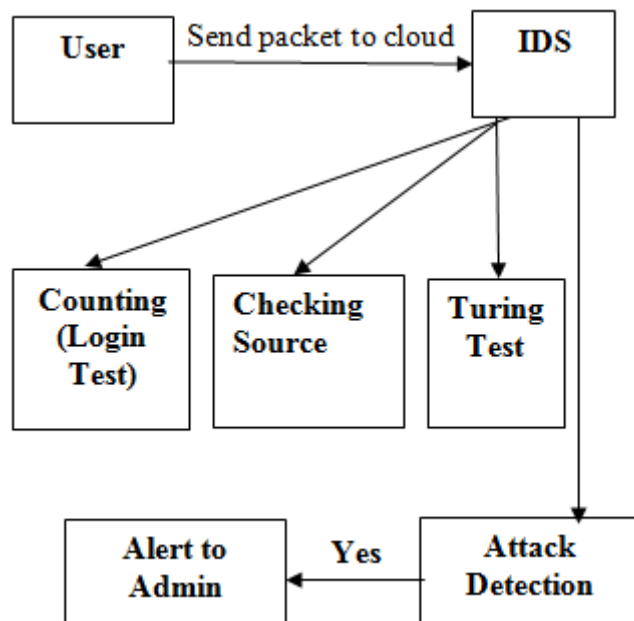 User
Send packet to cloud
IDS
Counting
(Login
Test)
Checking
Source
Turing
Test
Alert to
Admin
Yes
Attack
Detection